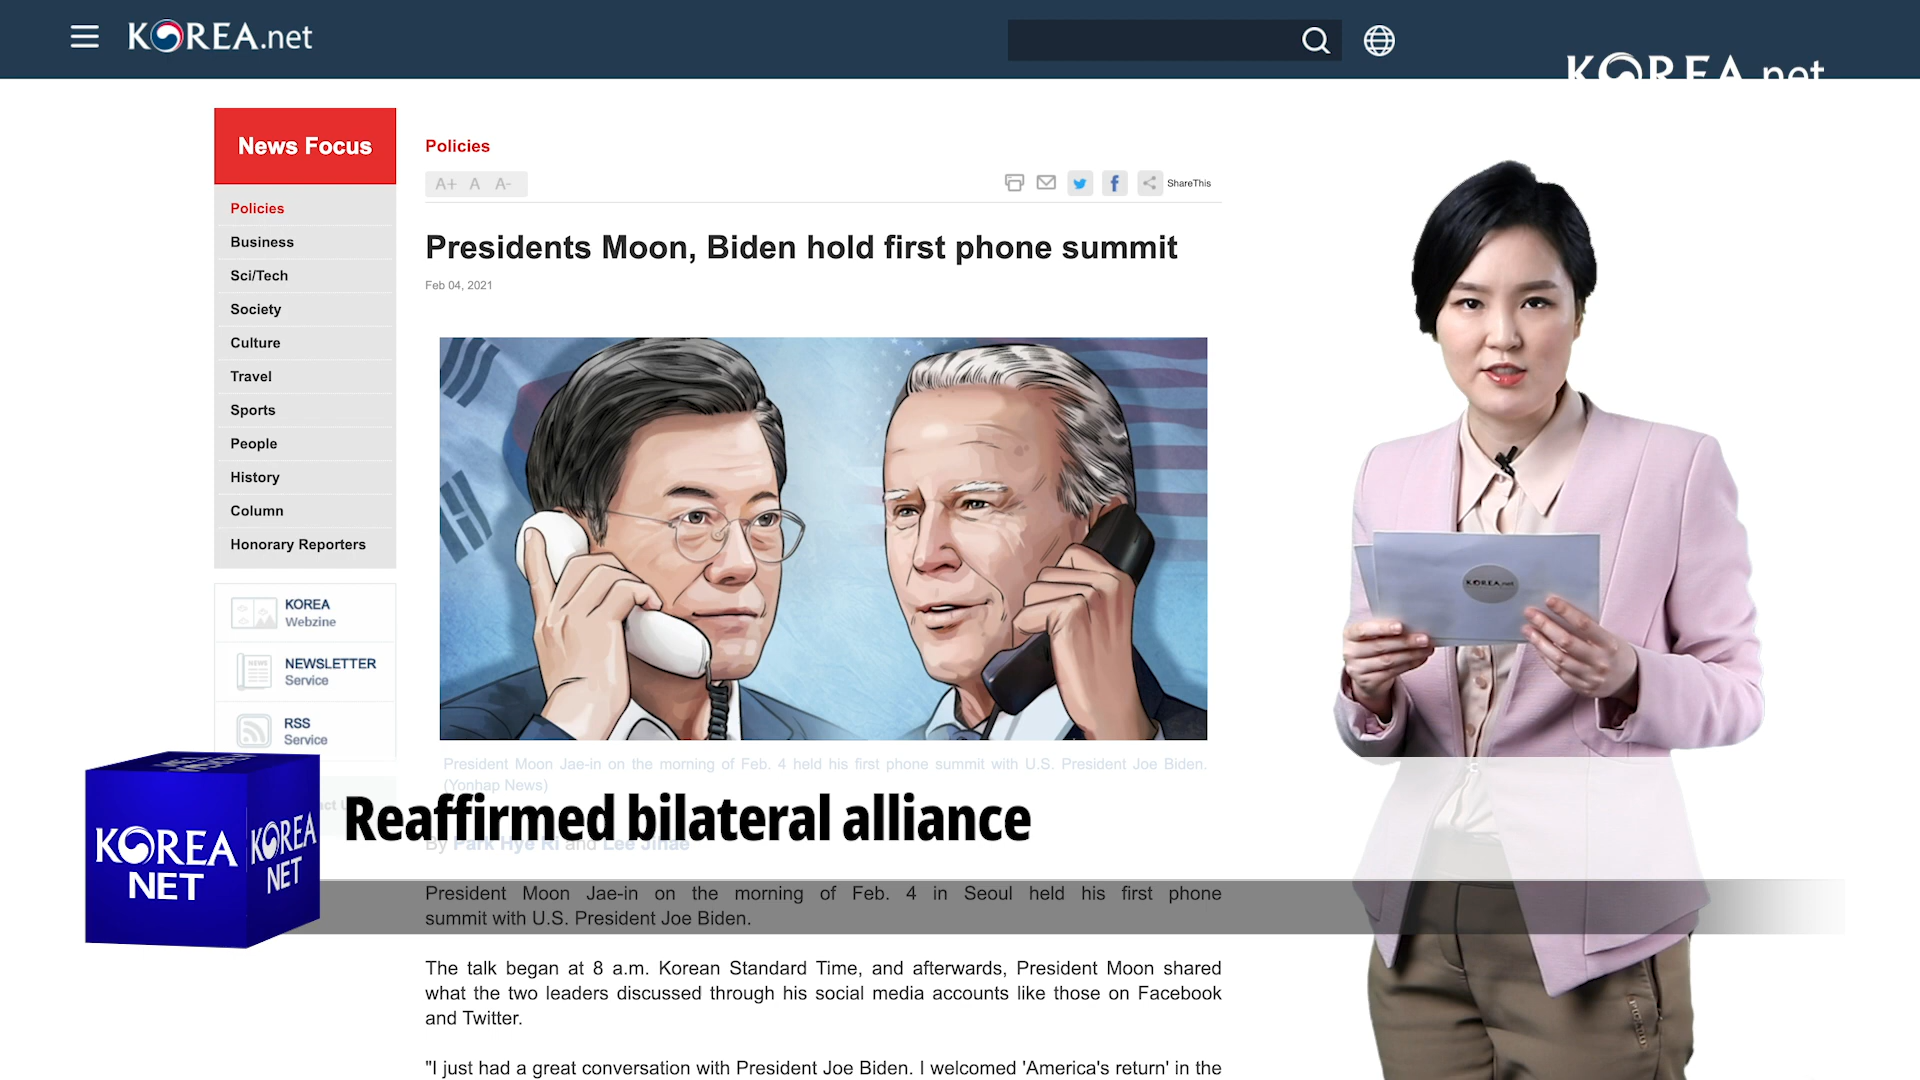 KOREA.net
KOREA.net
News Focus
Policies
Business
Sci/Tech
Society
Culture
Travel
Sports
People
History
Column
Honorary Reporters
KOREA
Webzine
NEWS
NEWSLETTER
Service
RSS
Service
Policies
A+ A A-
ShareThis
Presidents Moon, Biden hold first phone summit
Feb 04, 2021
President Moon Jae-in on the morning of Feb. 4 held his first phone summit with U.S. President Joe Biden.
(Yonhap News)
Reaffirmed bilateral alliance
By Park Hye Ri and Lee Jihae
President Moon Jae-in on the morning of Feb. 4 in Seoul held his first phone
summit with U.S. President Joe Biden.
The talk began at 8 a.m. Korean Standard Time, and afterwards, President Moon shared
what the two leaders discussed through his social media accounts like those on Facebook
and Twitter.
"I just had a great conversation with President Joe Biden. I welcomed 'America's return' in the
KOREA
NET
KOREA
NET
KOREA.net